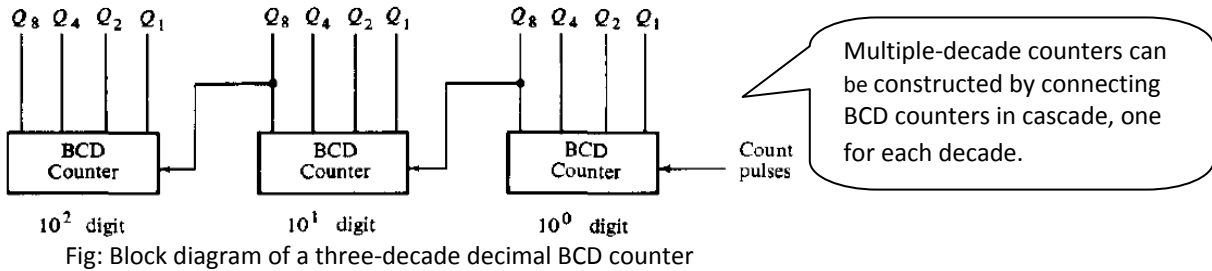 Q8 Q4 Q2 Q1 Q8 Q4 Q2 Q1 Q8 Q4 Q2 Q1
BCD Counter
BCD Counter
BCD Counter
Count pulses
10² digit 10¹ digit 10⁰ digit
Multiple-decade counters can
be constructed by connecting
BCD counters in cascade, one
for each decade.
Fig: Block diagram of a three-decade decimal BCD counter